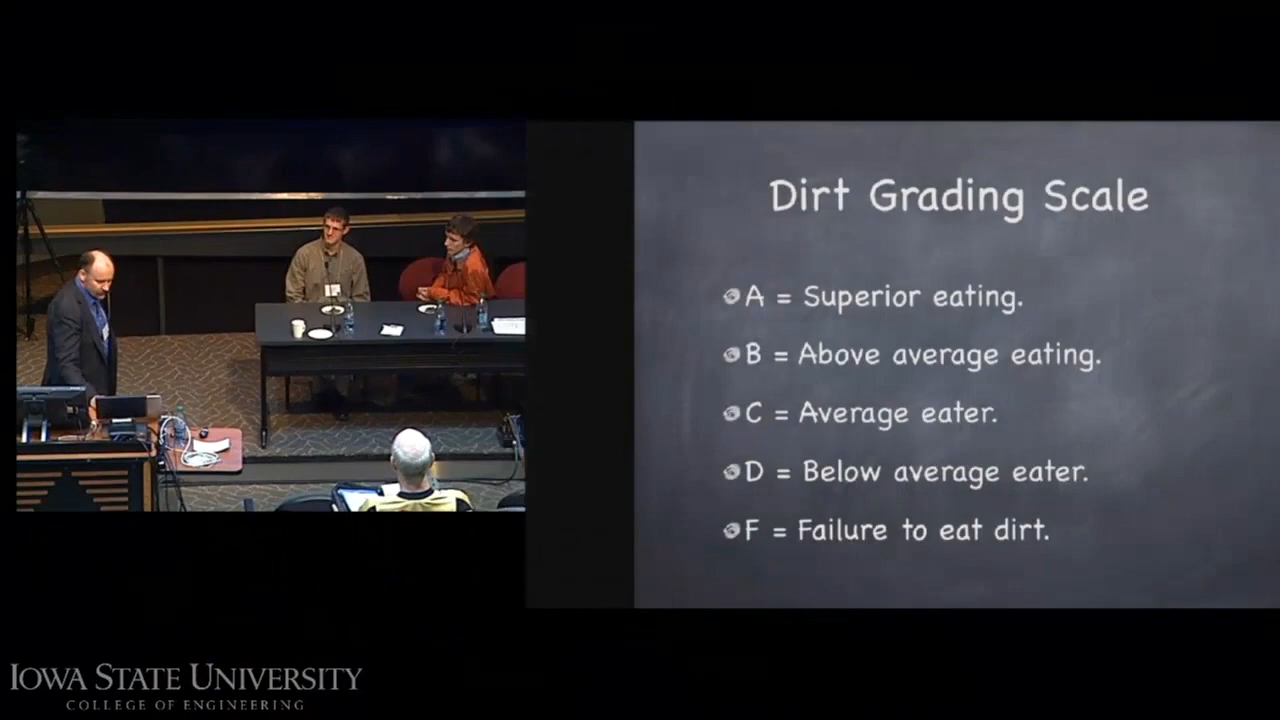 Dirt Grading Scale
A = Superior eating.
B = Above average eating.
C = Average eater.
D = Below average eater.
F = Failure to eat dirt.
IOWA STATE UNIVERSITY
COLLEGE OF ENGINEERING